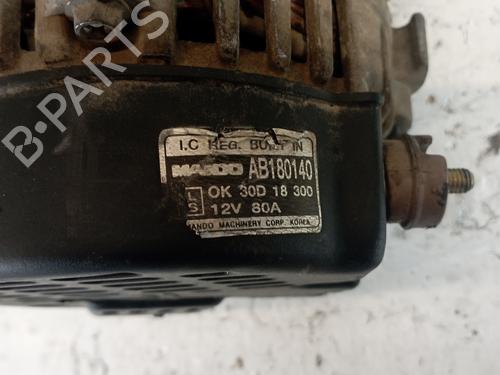 I.C REG. BUILT IN
MANDO AB180140
L
S
OK 30D 18 300
12V 80A
MANDO MACHINERY CORP. KOREA
B-PARTS